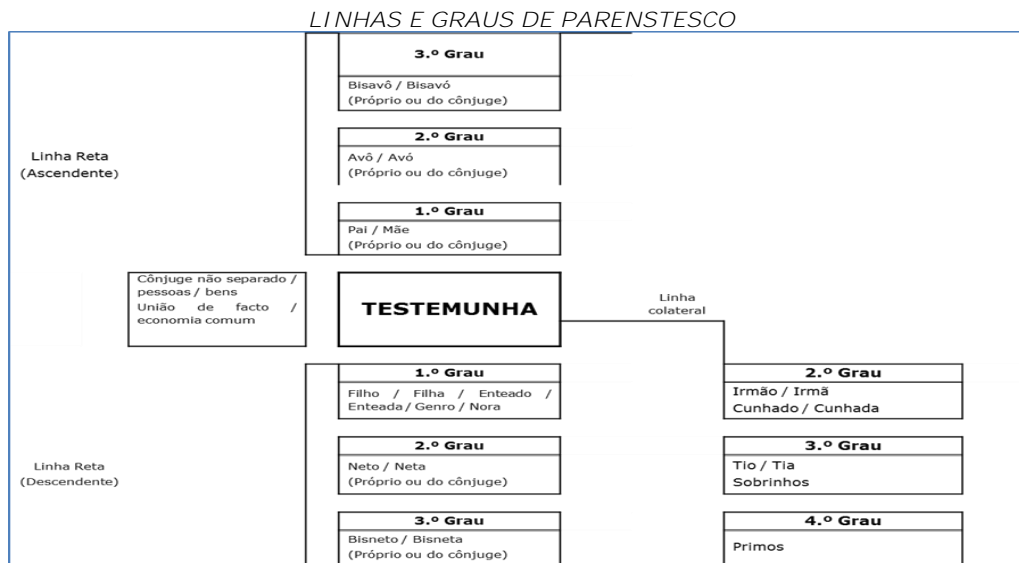 LINHAS E GRAUS DE PARENSTESCO
3.º Grau
Bisavô / Bisavó
(Próprio ou do cônjuge)
2.º Grau
Avô / Avó
(Próprio ou do cônjuge)
Linha Reta
(Ascendente)
1.º Grau
Pai / Mãe
(Próprio ou do cônjuge)
Cônjuge não separado /
pessoas / bens
União de facto /
economia comum
TESTEMUNHA
Linha
colateral
1.º Grau
Filho / Filha / Enteado /
Enteada / Genro / Nora
2.º Grau
Irmão / Irmã
Cunhado / Cunhada
2.º Grau
Neto / Neta
(Próprio ou do cônjuge)
3.º Grau
Tio / Tia
Sobrinhos
Linha Reta
(Descendente)
3.º Grau
Bisneto / Bisneta
(Próprio ou do cônjuge)
4.º Grau
Primos